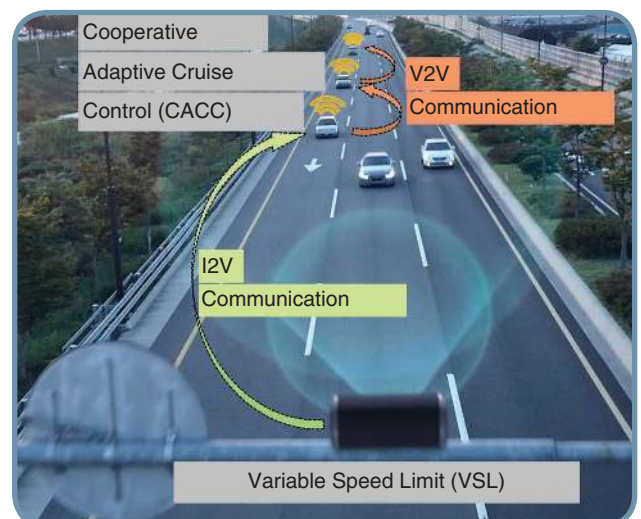 Cooperative
Adaptive Cruise
Control (CACC)
V2V
Communication
I2V
Communication
Variable Speed Limit (VSL)